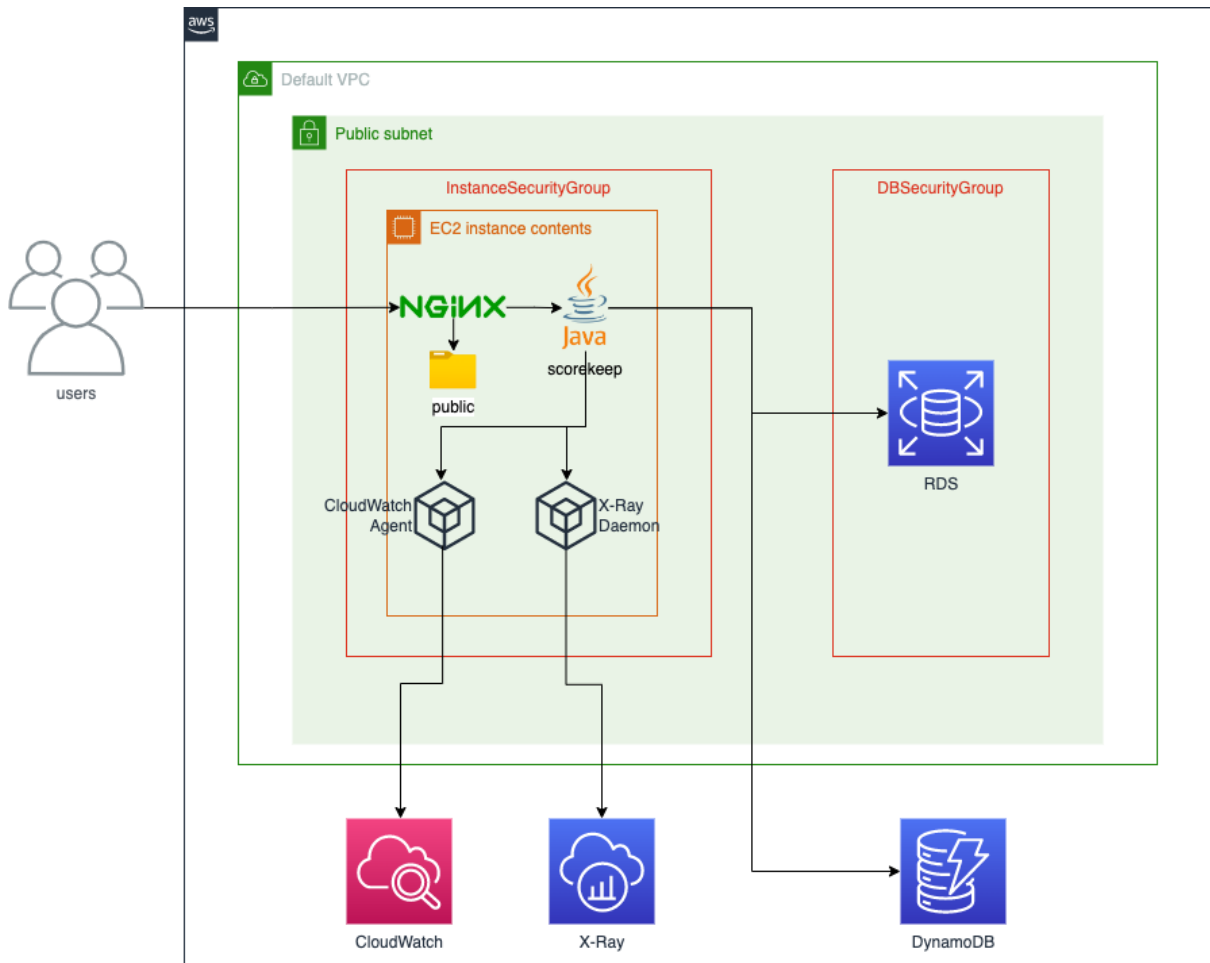 aws
Default VPC
Public subnet
InstanceSecurityGroup
DBSecurityGroup
EC2 instance contents
NGiNX
Java
scorekeep
public
users
RDS
CloudWatch
Agent
X-Ray
Daemon
CloudWatch
X-Ray
DynamoDB